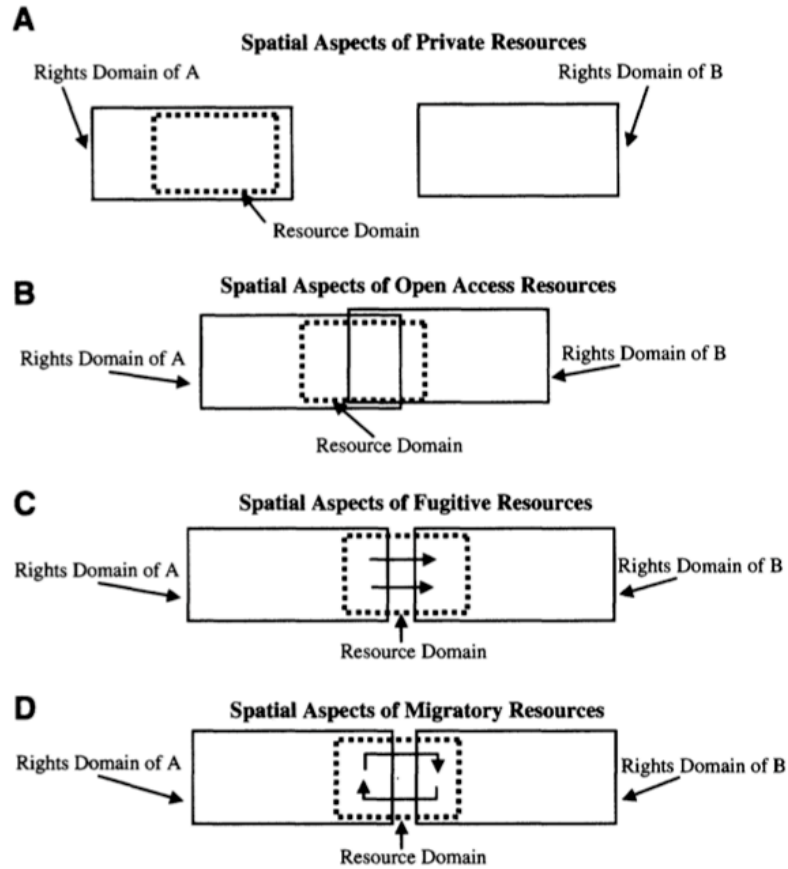 A
Spatial Aspects of Private Resources
Rights Domain of A
Rights Domain of B
Resource Domain
B
Spatial Aspects of Open Access Resources
Rights Domain of A
Rights Domain of B
Resource Domain
C
Spatial Aspects of Fugitive Resources
Rights Domain of A
Rights Domain of B
Resource Domain
D
Spatial Aspects of Migratory Resources
Rights Domain of A
Rights Domain of B
Resource Domain